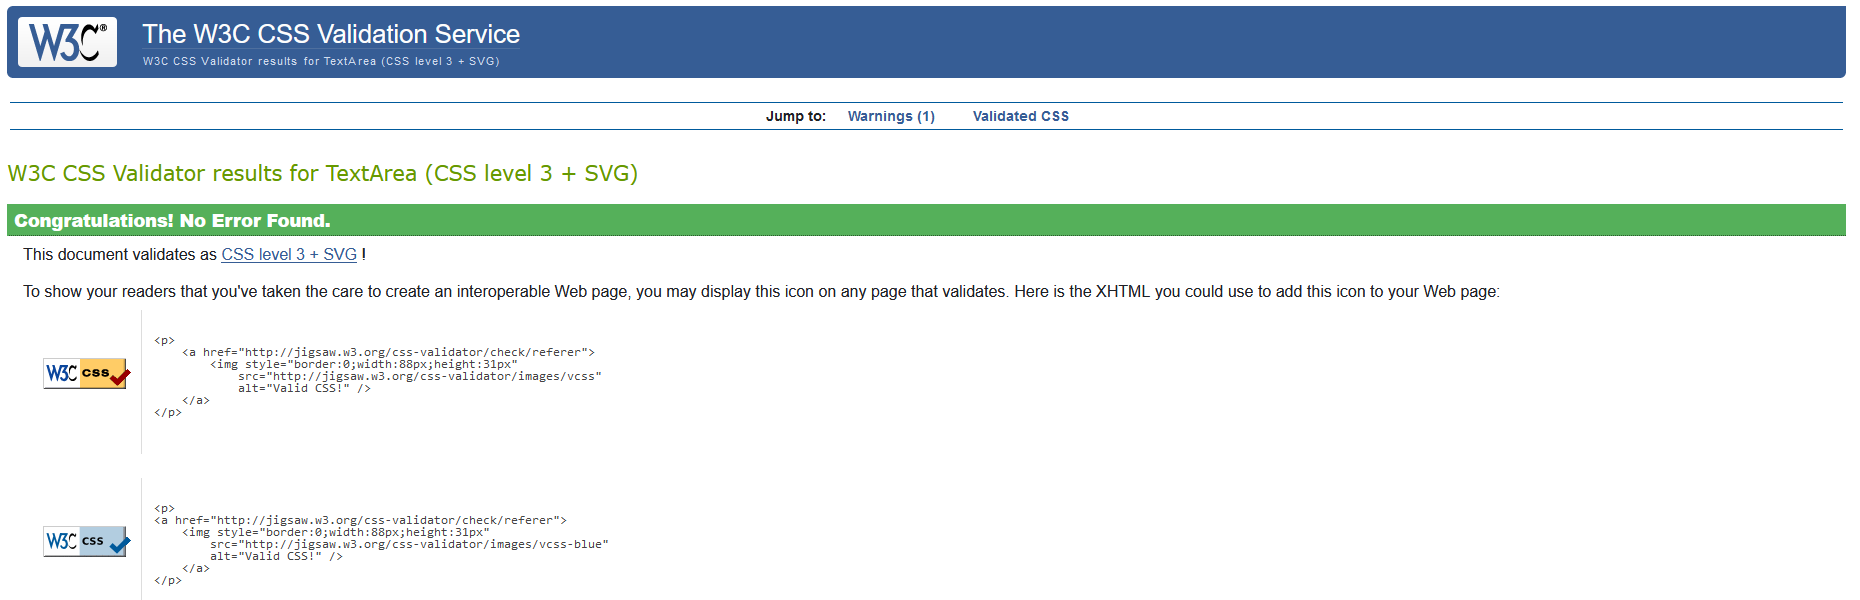 W3C® The W3C CSS Validation Service
W3C CSS Validator results for TextArea (CSS level 3 + SVG)
Jump to: Warnings (1) Validated CSS
W3C CSS Validator results for TextArea (CSS level 3 + SVG)
Congratulations! No Error Found.
This document validates as CSS level 3 + SVG !
To show your readers that you've taken the care to create an interoperable Web page, you may display this icon on any page that validates. Here is the XHTML you could use to add this icon to your Web page:
W3C css
<p>
    <a href="http://jigsaw.w3.org/css-validator/check/referer">
        <img style="border:0;width:88px;height:31px"
            src="http://jigsaw.w3.org/css-validator/images/vcss"
            alt="Valid CSS!" />
    </a>
</p>
W3C css
<p>
<a href="http://jigsaw.w3.org/css-validator/check/referer">
    <img style="border:0;width:88px;height:31px"
        src="http://jigsaw.w3.org/css-validator/images/vcss-blue"
        alt="Valid CSS!" />
    </a>
</p>